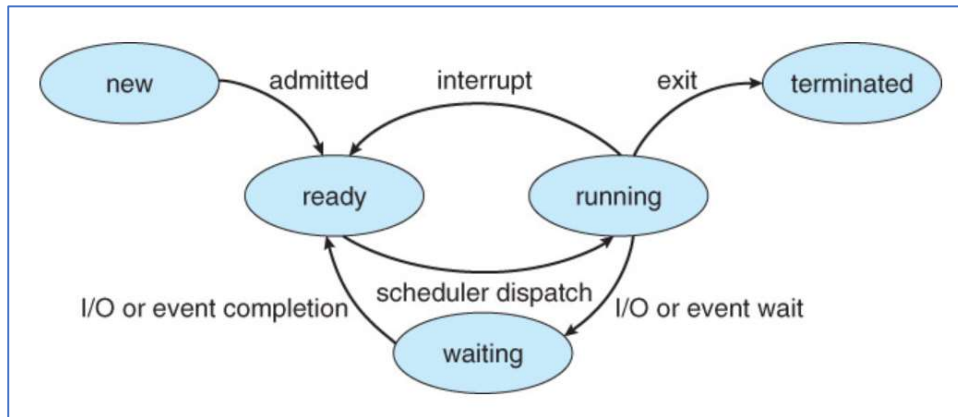 new
admitted
interrupt
exit
terminated
ready
running
I/O or event completion
scheduler dispatch
I/O or event wait
waiting